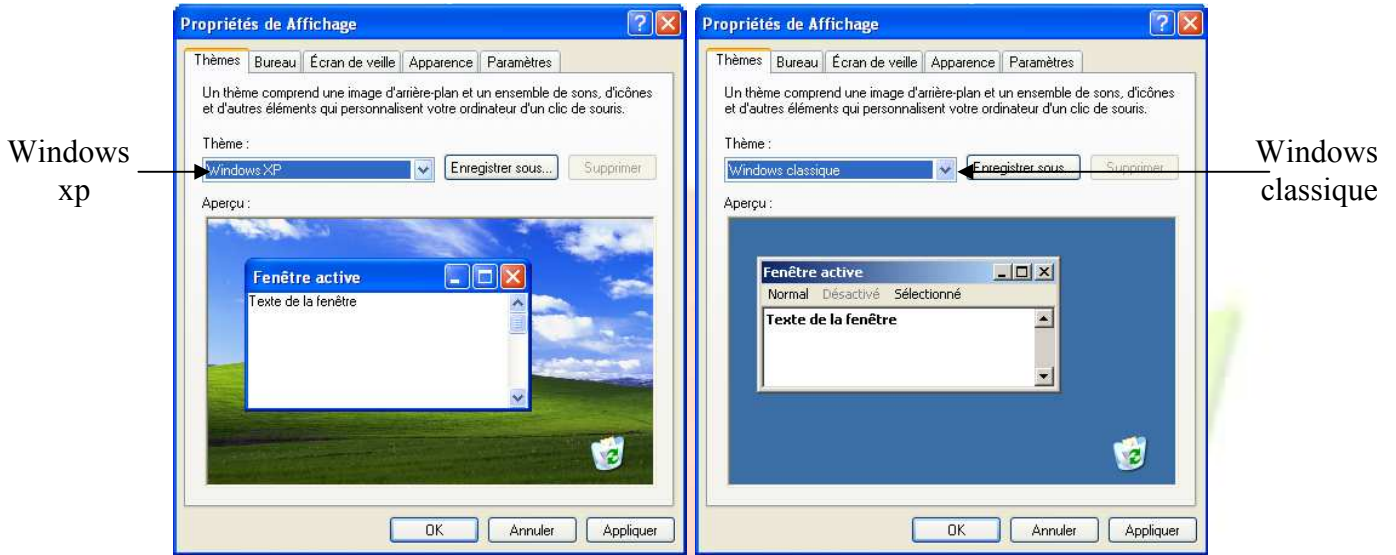 Windows
xp
Propriétés de Affichage
Thèmes Bureau Écran de veille Apparence Paramètres
Un thème comprend une image d'arrière-plan et un ensemble de sons, d'icônes
et d'autres éléments qui personnalisent votre ordinateur d'un clic de souris.
Thème :
Windows XP Enregistrer sous... Supprimer
Aperçu :
Fenêtre active
Texte de la fenêtre
OK Annuler Appliquer
Propriétés de Affichage
Thèmes Bureau Écran de veille Apparence Paramètres
Un thème comprend une image d'arrière-plan et un ensemble de sons, d'icônes
et d'autres éléments qui personnalisent votre ordinateur d'un clic de souris.
Thème :
Windows classique Enregistrer sous... Supprimer
Aperçu :
Fenêtre active
Normal Désactivé Sélectionné
Texte de la fenêtre
OK Annuler Appliquer
Windows
classique